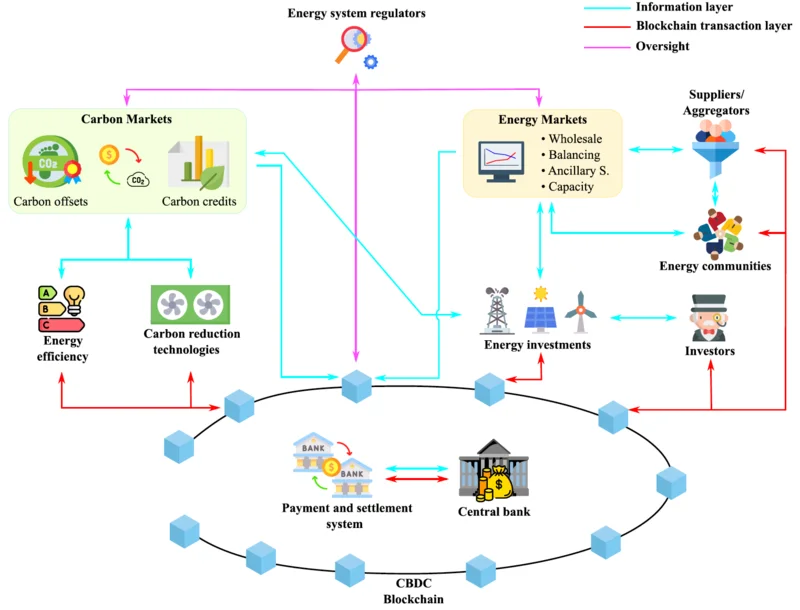 Energy system regulators
Information layer
Blockchain transaction layer
Oversight
Carbon Markets
CO2
$
CO2
Carbon offsets
Carbon credits
Energy Markets
• Wholesale
• Balancing
• Ancillary S.
• Capacity
Suppliers/
Aggregators
Energy communities
A
B
C
Energy
efficiency
Carbon reduction
technologies
Energy investments
Investors
BANK
$
BANK
Payment and settlement
system
$
Central bank
CBDC
Blockchain